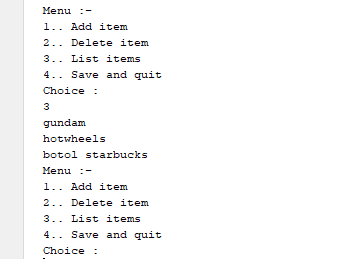 Menu :-
1.. Add item
2.. Delete item
3.. List items
4.. Save and quit
Choice :
3
gundam
hotwheels
botol starbucks
Menu :-
1.. Add item
2.. Delete item
3.. List items
4.. Save and quit
Choice :